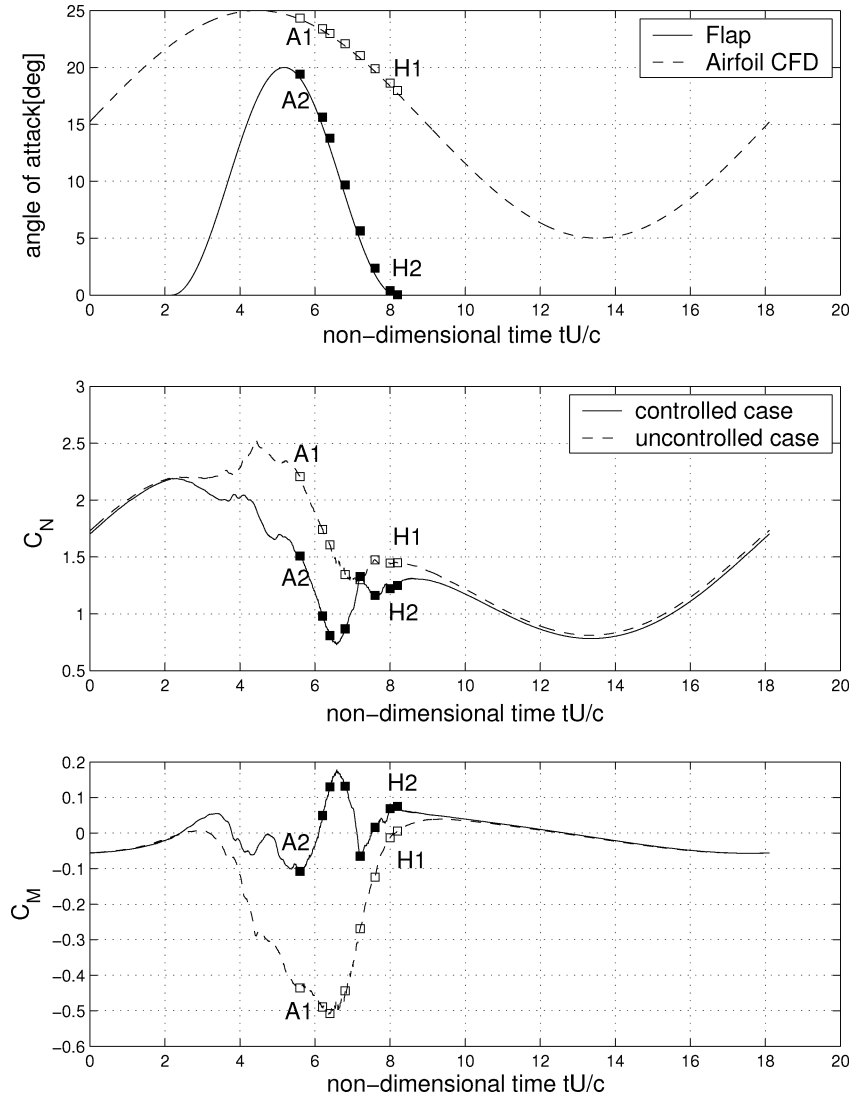 25
20
15
10
5
0
angle of attack[deg]
A1
A2
H1
H2
Flap
Airfoil CFD
0 2 4 6 8 10 12 14 16 18 20
non−dimensional time tU/c
3
2.5
2
1.5
1
0.5
C_N
A1
A2
H1
H2
controlled case
uncontrolled case
0 2 4 6 8 10 12 14 16 18 20
non−dimensional time tU/c
0.2
0.1
0
−0.1
−0.2
−0.3
−0.4
−0.5
−0.6
C_M
H2
A2
H1
A1
0 2 4 6 8 10 12 14 16 18 20
non−dimensional time tU/c